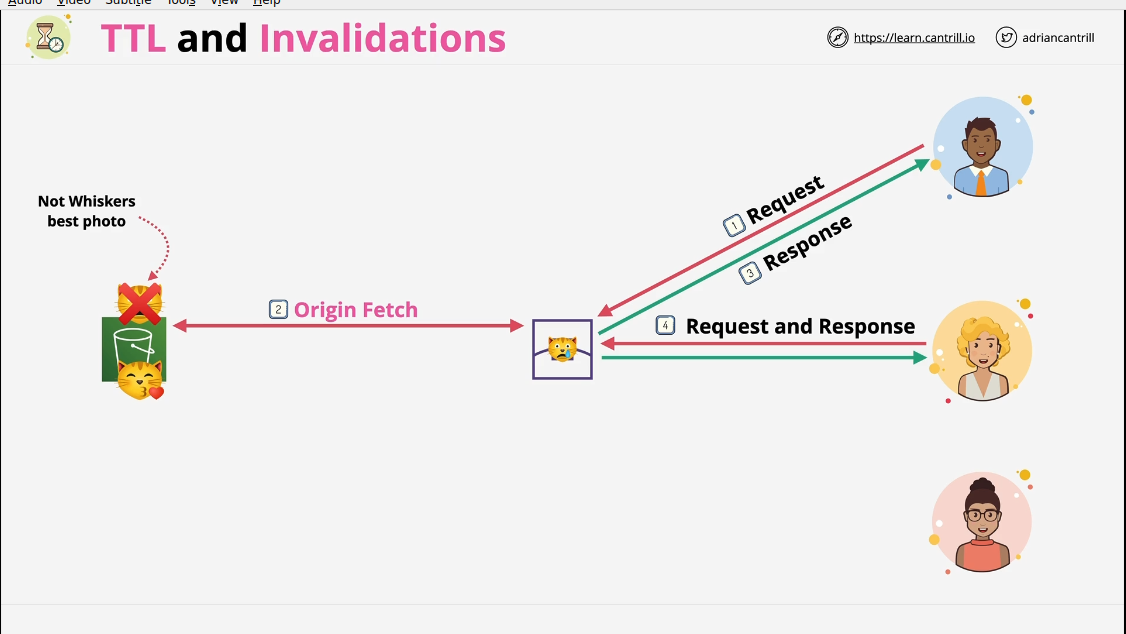 Audio Video Subtitle Tools View Help
TTL and Invalidations
https://learn.cantrill.io
adriancantrill
Not Whiskers
best photo
1 Request
3 Response
2 Origin Fetch
4 Request and Response